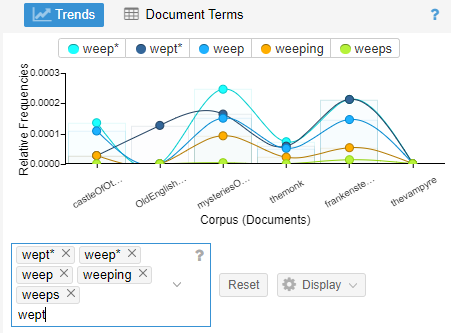 Trends Document Terms ?
weep* wept* weep weeping weeps
Relative Frequencies
0.0003
0.0002
0.0001
0.0000
castleOfOt... OldEnglish... mysteriesO... themonk frankenste... thevampyre
Corpus (Documents)
wept* × weep* × ?
weep × weeping ×
weeps ×
wept
Reset Display